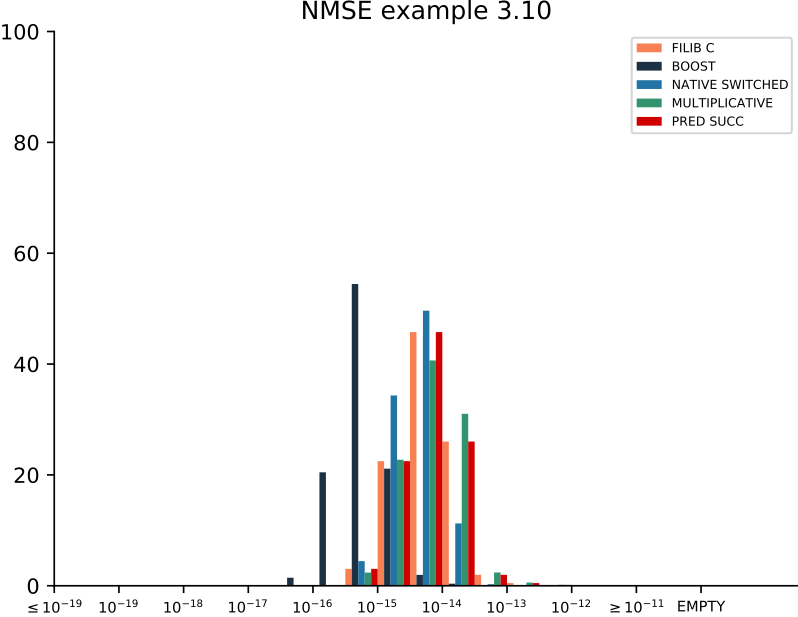 NMSE example 3.10
100
80
60
40
20
0
FILIB C
BOOST
NATIVE SWITCHED
MULTIPLICATIVE
PRED SUCC
≤ 10⁻¹⁹ 10⁻¹⁹ 10⁻¹⁸ 10⁻¹⁷ 10⁻¹⁶ 10⁻¹⁵ 10⁻¹⁴ 10⁻¹³ 10⁻¹² ≥ 10⁻¹¹ EMPTY